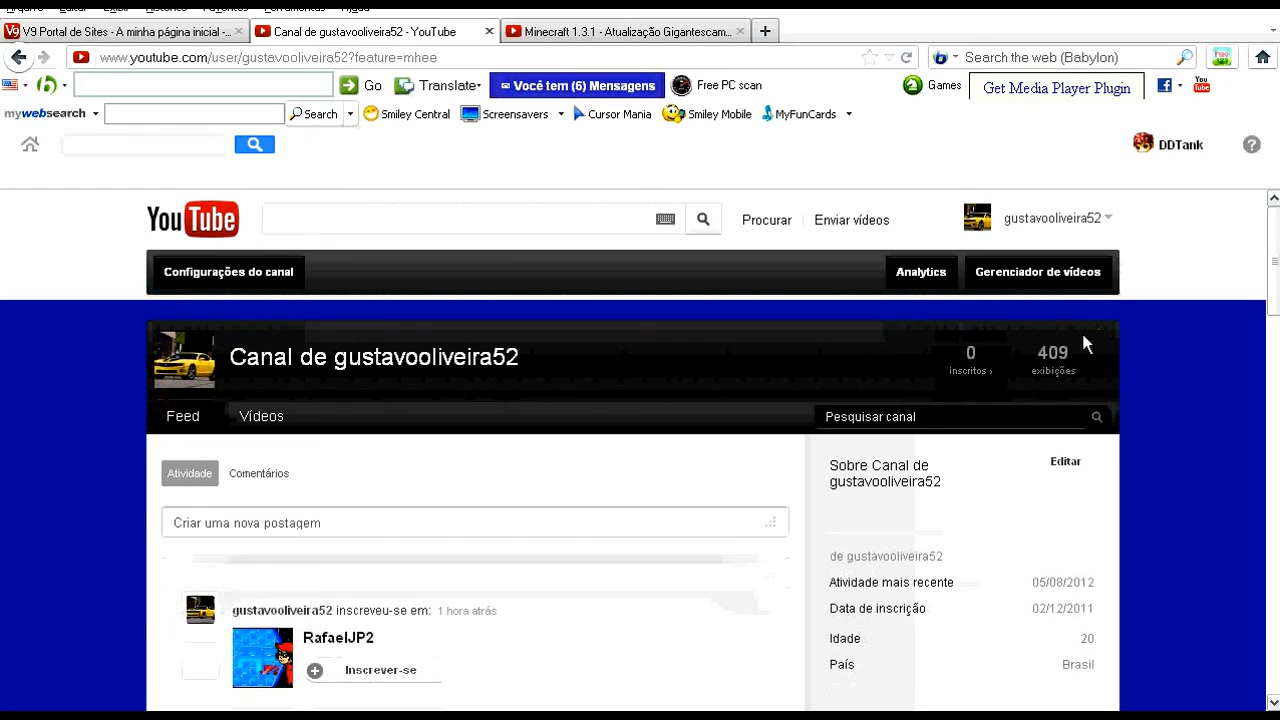 V9 Portal de Sites - A minha página inicial -...
Canal de gustavooliveira52 - YouTube
Minecraft 1.3.1 - Atualização Gigantescam...
www.youtube.com/user/gustavooliveira52?feature=mhee
Search the web (Babylon)
Go
Translate
Você tem (6) Mensagens
Free PC scan
Games
Get Media Player Plugin
You Tube
mywebsearch
Search
Smiley Central
Screensavers
Cursor Mania
Smiley Mobile
MyFunCards
DDTank
YouTube
Procurar
Enviar vídeos
gustavooliveira52
Configurações do canal
Analytics
Gerenciador de vídeos
Canal de gustavooliveira52
0
inscritos ›
409
exibições
Feed
Vídeos
Pesquisar canal
Atividade
Comentários
Sobre Canal de
gustavooliveira52
Editar
Criar uma nova postagem
de gustavooliveira52
Atividade mais recente 05/08/2012
Data de inscrição 02/12/2011
Idade 20
País Brasil
gustavooliveira52 inscreveu-se em: 1 hora atrás
RafaelJP2
Inscrever-se